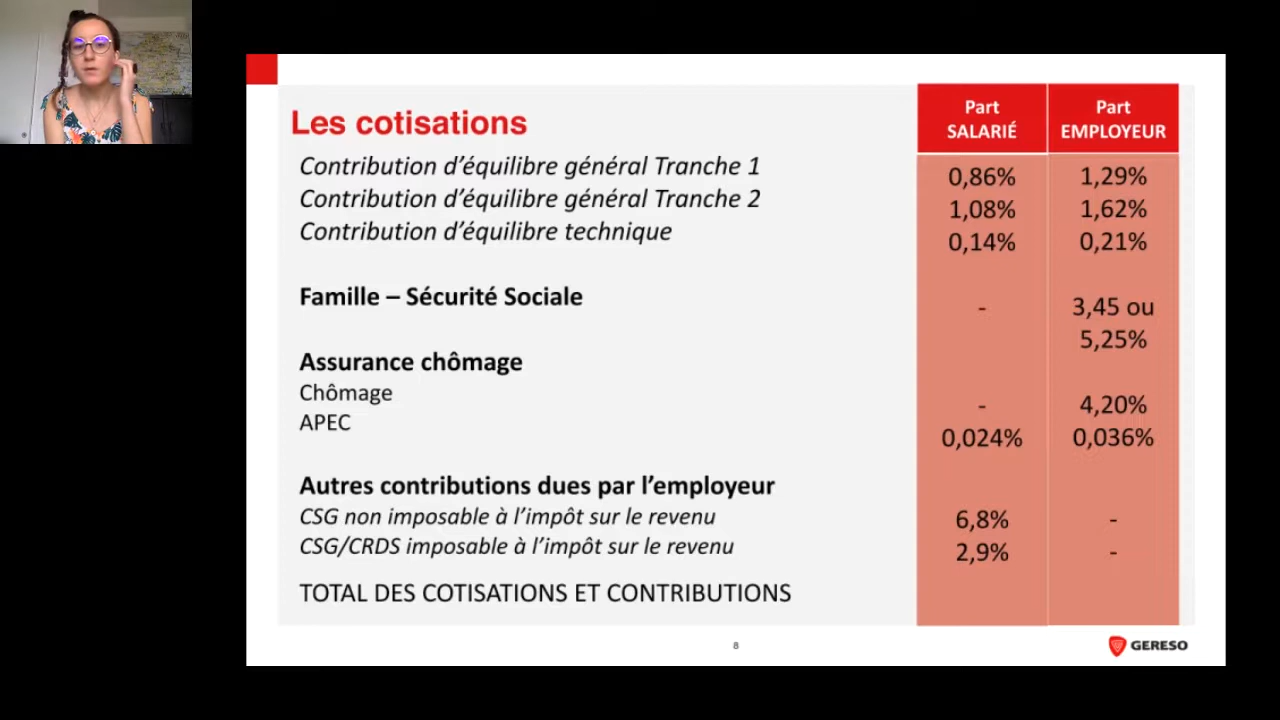 Les cotisations
Part
SALARIÉ
Part
EMPLOYEUR
Contribution d’équilibre général Tranche 1
0,86%
1,29%
Contribution d’équilibre général Tranche 2
1,08%
1,62%
Contribution d’équilibre technique
0,14%
0,21%
Famille – Sécurité Sociale
-
3,45 ou
5,25%
Assurance chômage
Chômage
-
4,20%
APEC
0,024%
0,036%
Autres contributions dues par l’employeur
CSG non imposable à l’impôt sur le revenu
6,8%
-
CSG/CRDS imposable à l’impôt sur le revenu
2,9%
-
TOTAL DES COTISATIONS ET CONTRIBUTIONS
8
GERESO